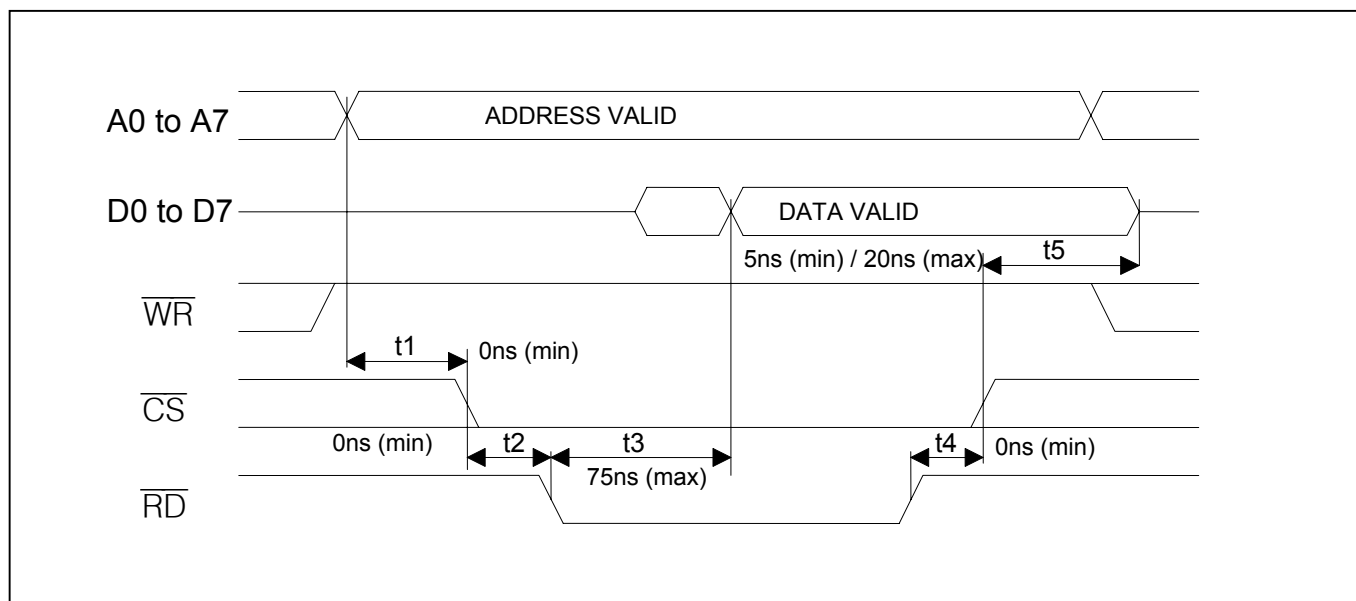 A0 to A7
ADDRESS VALID
D0 to D7
DATA VALID
5ns (min) / 20ns (max)
t5
WR
t1
0ns (min)
CS
0ns (min)
t2
t3
t4
0ns (min)
75ns (max)
RD